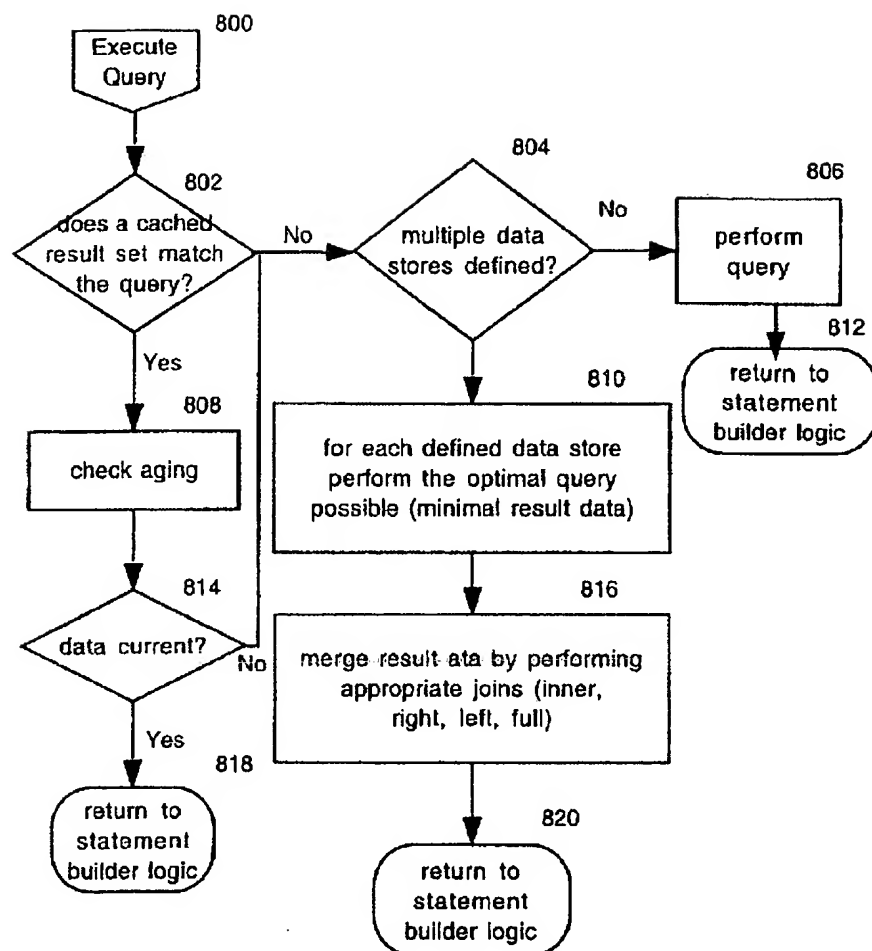 800
Execute
Query
802
does a cached
result set match
the query?
No
Yes
804
multiple data
stores defined?
No
806
perform
query
812
return to
statement
builder logic
808
check aging
810
for each defined data store
perform the optimal query
possible (minimal result data)
814
data current?
No
Yes
816
merge result ata by performing
appropriate joins (inner,
right, left, full)
818
return to
statement
builder logic
820
return to
statement
builder logic